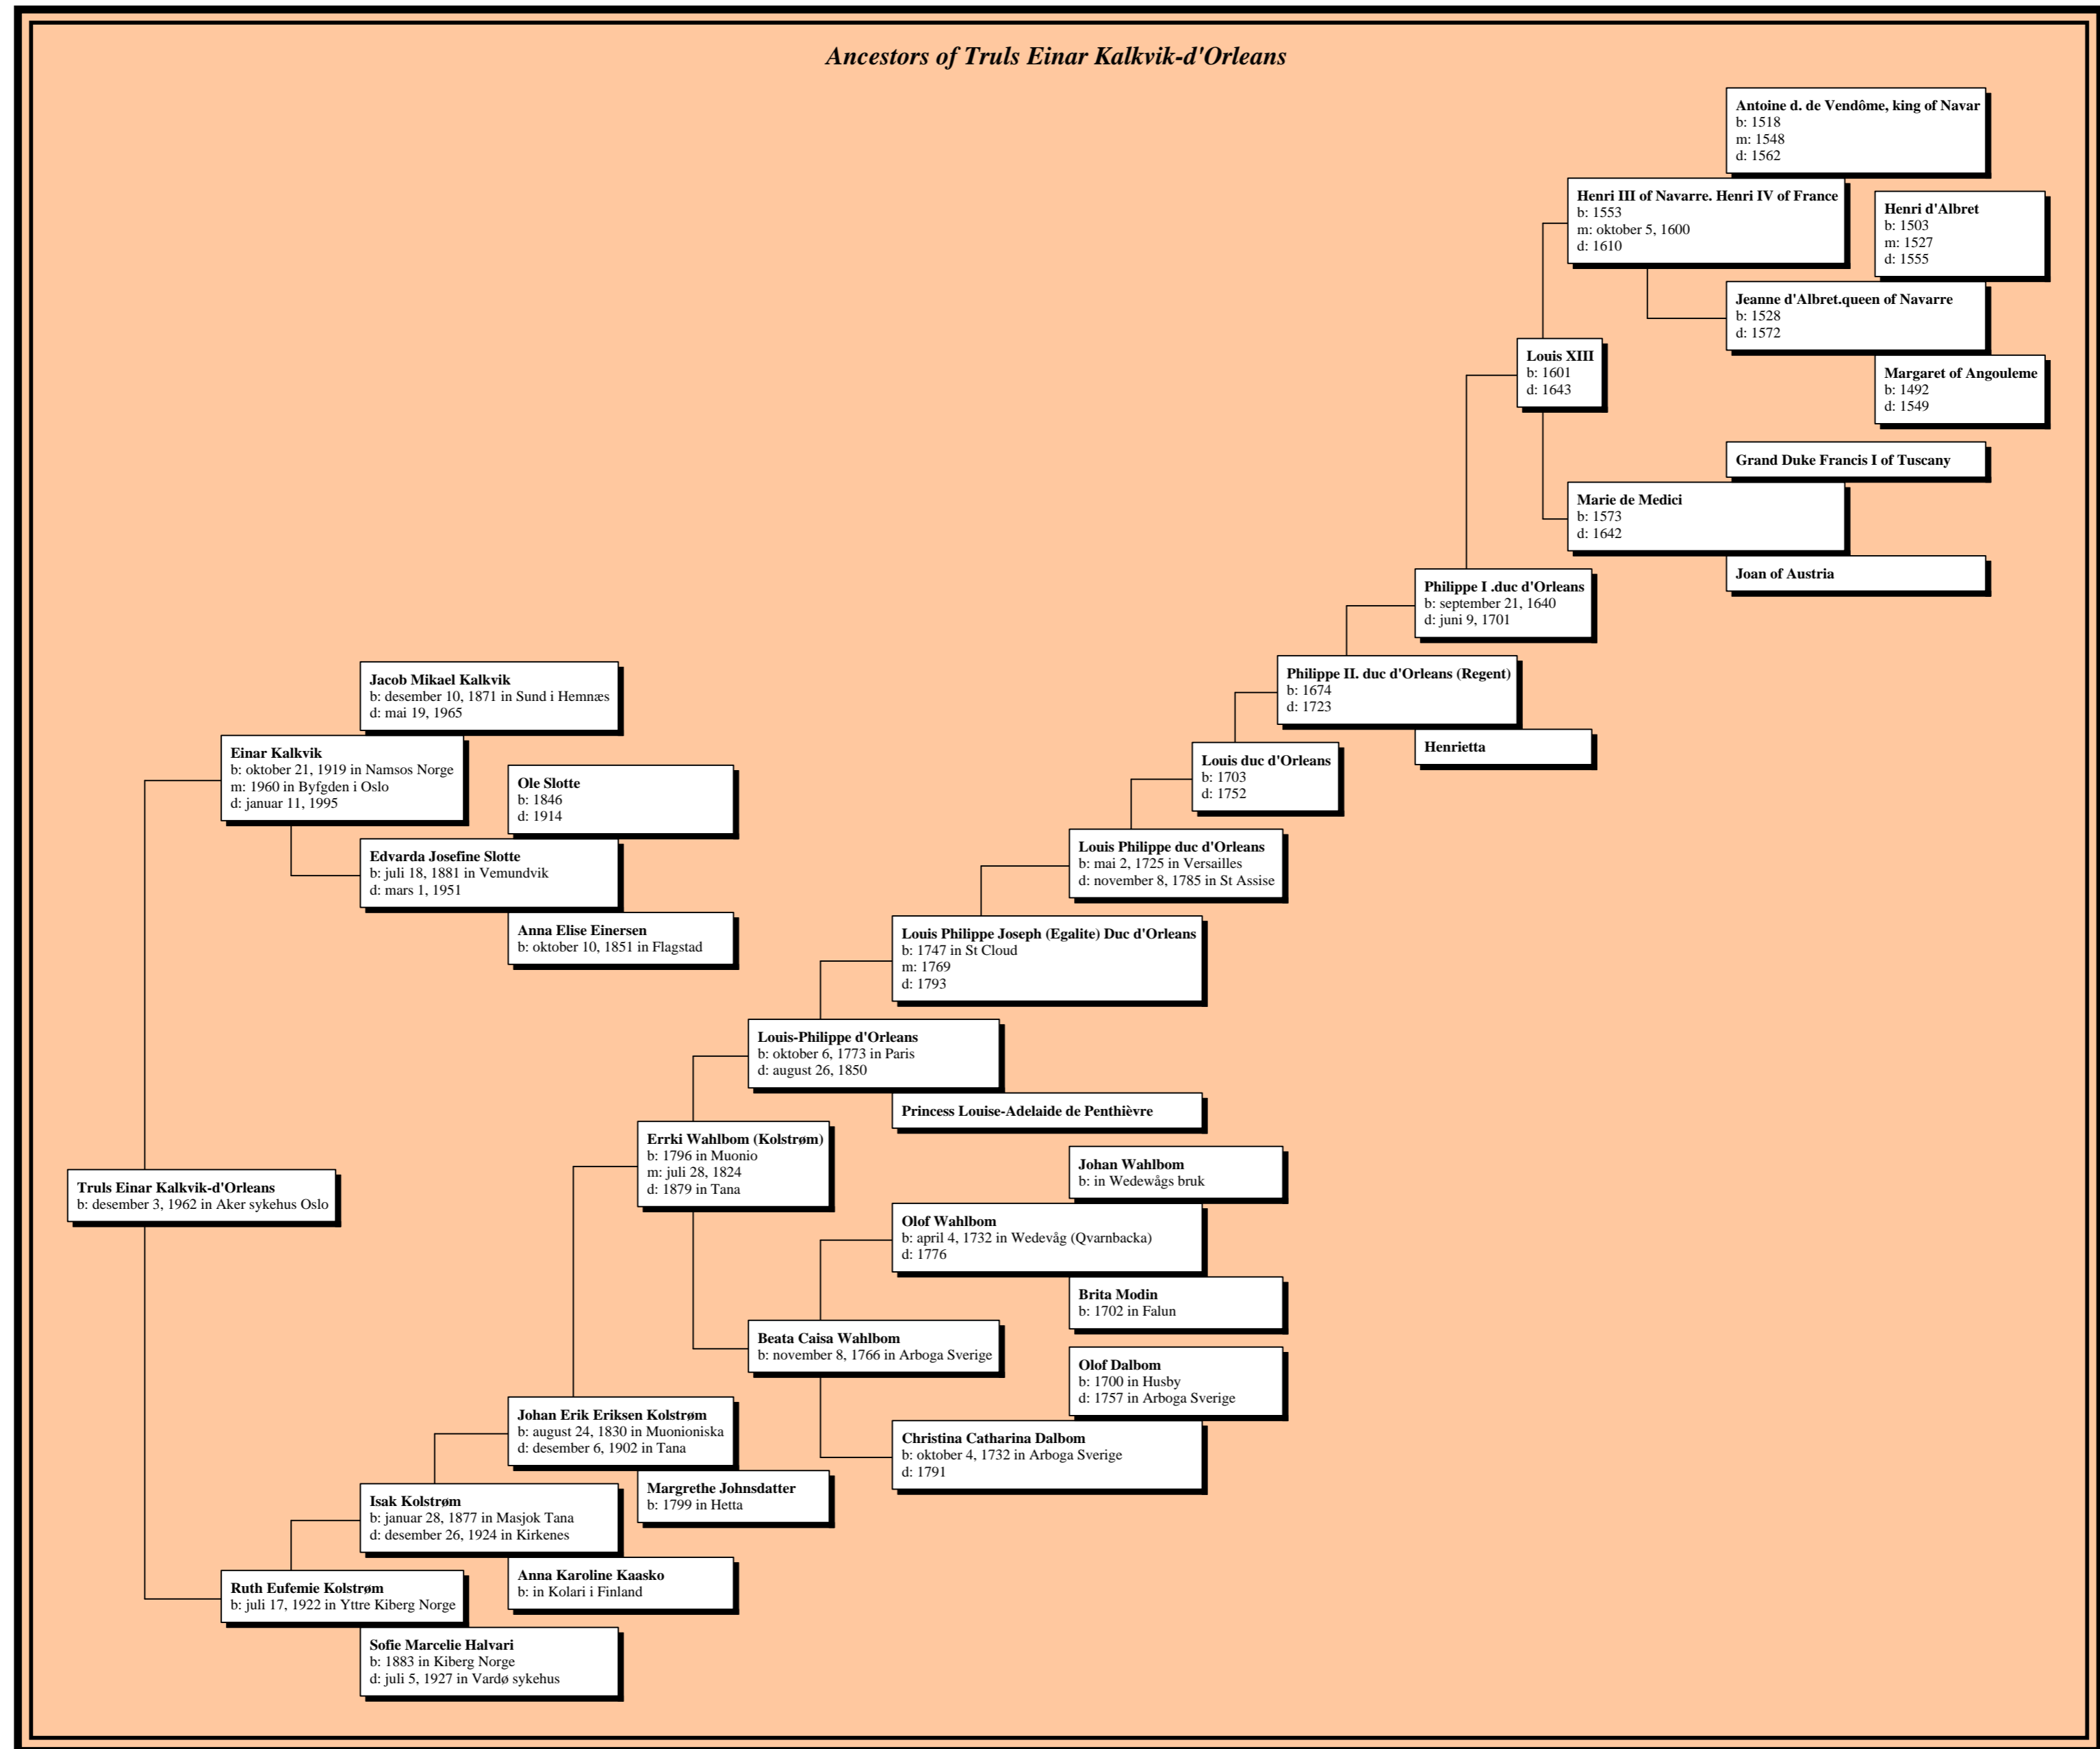 Ancestors of Truls Einar Kalkvik-d'Orleans
Antoine d. de Vendôme, king of Navar
b: 1518
m: 1548
d: 1562
Henri III of Navarre. Henri IV of France
b: 1553
m: oktober 5, 1600
d: 1610
Henri d'Albret
b: 1503
m: 1527
d: 1555
Jeanne d'Albret.queen of Navarre
b: 1528
d: 1572
Louis XIII
b: 1601
d: 1643
Margaret of Angouleme
b: 1492
d: 1549
Grand Duke Francis I of Tuscany
Marie de Medici
b: 1573
d: 1642
Joan of Austria
Philippe I .duc d'Orleans
b: september 21, 1640
d: juni 9, 1701
Philippe II. duc d'Orleans (Regent)
b: 1674
d: 1723
Henrietta
Louis duc d'Orleans
b: 1703
d: 1752
Jacob Mikael Kalkvik
b: desember 10, 1871 in Sund i Hemnæs
d: mai 19, 1965
Einar Kalkvik
b: oktober 21, 1919 in Namsos Norge
m: 1960 in Byfgden i Oslo
d: januar 11, 1995
Ole Slotte
b: 1846
d: 1914
Edvarda Josefine Slotte
b: juli 18, 1881 in Vemundvik
d: mars 1, 1951
Anna Elise Einersen
b: oktober 10, 1851 in Flagstad
Louis Philippe duc d'Orleans
b: mai 2, 1725 in Versailles
d: november 8, 1785 in St Assise
Louis Philippe Joseph (Egalite) Duc d'Orleans
b: 1747 in St Cloud
m: 1769
d: 1793
Louis-Philippe d'Orleans
b: oktober 6, 1773 in Paris
d: august 26, 1850
Princess Louise-Adelaide de Penthièvre
Errki Wahlbom (Kolstrøm)
b: 1796 in Muonio
m: juli 28, 1824
d: 1879 in Tana
Johan Wahlbom
b: in Wedewågs bruk
Truls Einar Kalkvik-d'Orleans
b: desember 3, 1962 in Aker sykehus Oslo
Olof Wahlbom
b: april 4, 1732 in Wedevåg (Qvarnbacka)
d: 1776
Brita Modin
b: 1702 in Falun
Beata Caisa Wahlbom
b: november 8, 1766 in Arboga Sverige
Olof Dalbom
b: 1700 in Husby
d: 1757 in Arboga Sverige
Christina Catharina Dalbom
b: oktober 4, 1732 in Arboga Sverige
d: 1791
Johan Erik Eriksen Kolstrøm
b: august 24, 1830 in Muonioniska
d: desember 6, 1902 in Tana
Margrethe Johnsdatter
b: 1799 in Hetta
Isak Kolstrøm
b: januar 28, 1877 in Masjok Tana
d: desember 26, 1924 in Kirkenes
Anna Karoline Kaasko
b: in Kolari i Finland
Ruth Eufemie Kolstrøm
b: juli 17, 1922 in Yttre Kiberg Norge
Sofie Marcelie Halvari
b: 1883 in Kiberg Norge
d: juli 5, 1927 in Vardø sykehus